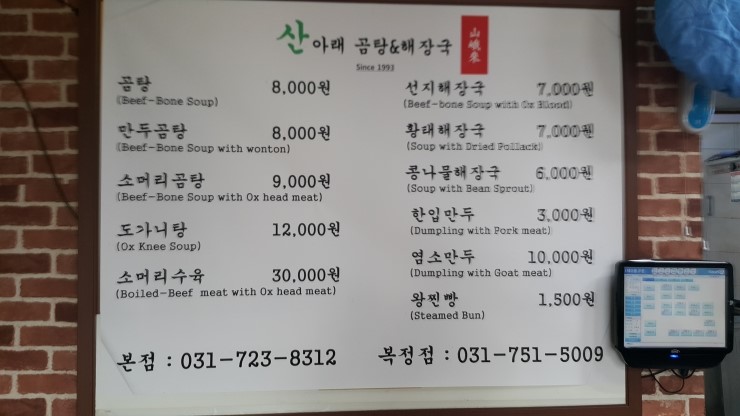 산아래 곰탕&해장국
山峨來
Since 1993
곰탕 8,000원
(Beef-Bone Soup)
만두곰탕 8,000원
(Beef-Bone Soup with wonton)
소머리곰탕 9,000원
(Beef-Bone Soup with Ox head meat)
도가니탕 12,000원
(Ox Knee Soup)
소머리수육 30,000원
(Boiled-Beef meat with Ox head meat)
선지해장국 7,000원
(Beef-bone Soup with Ox Blood)
황태해장국 7,000원
(Soup with Dried Pollack)
콩나물해장국 6,000원
(Soup with Bean Sprout)
한입만두 3,000원
(Dumpling with Pork meat)
염소만두 10,000원
(Dumpling with Goat meat)
왕찐빵 1,500원
(Steamed Bun)
본점 : 031-723-8312
복정점 : 031-751-5009